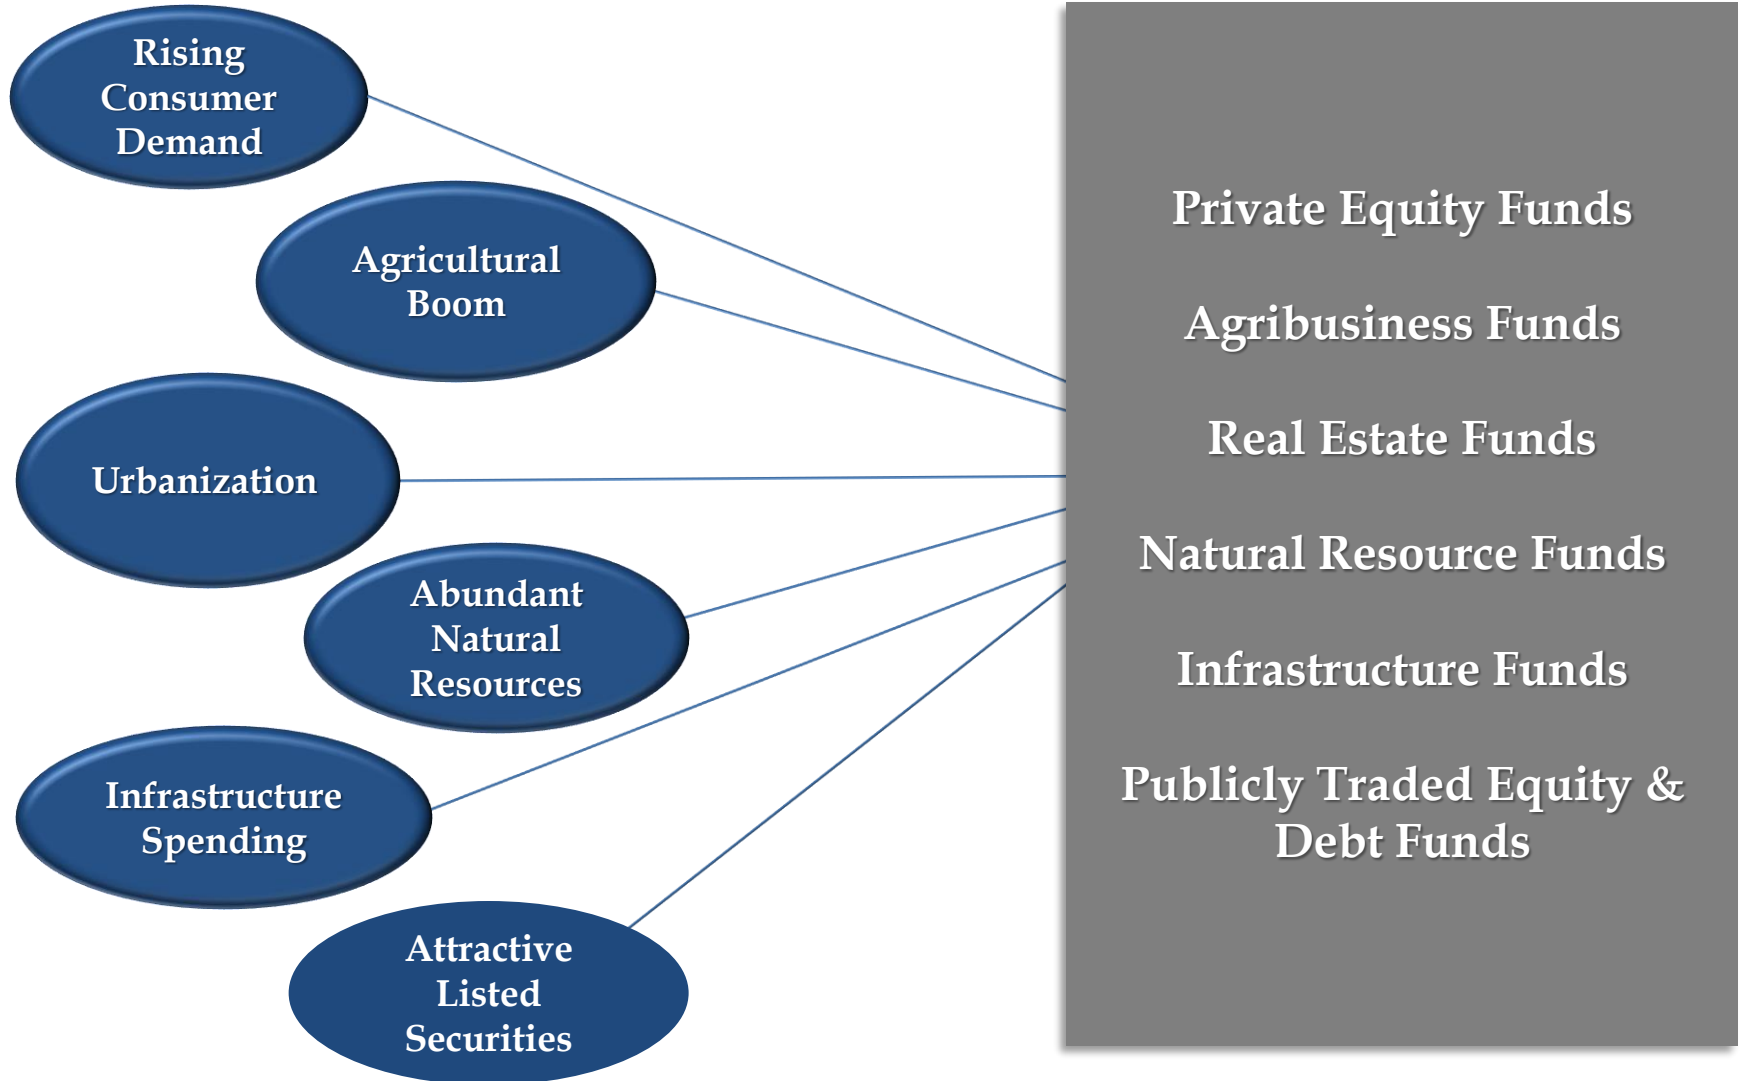 Rising
Consumer
Demand
Agricultural
Boom
Urbanization
Abundant
Natural
Resources
Infrastructure
Spending
Attractive
Listed
Securities
Private Equity Funds
Agribusiness Funds
Real Estate Funds
Natural Resource Funds
Infrastructure Funds
Publicly Traded Equity &
Debt Funds